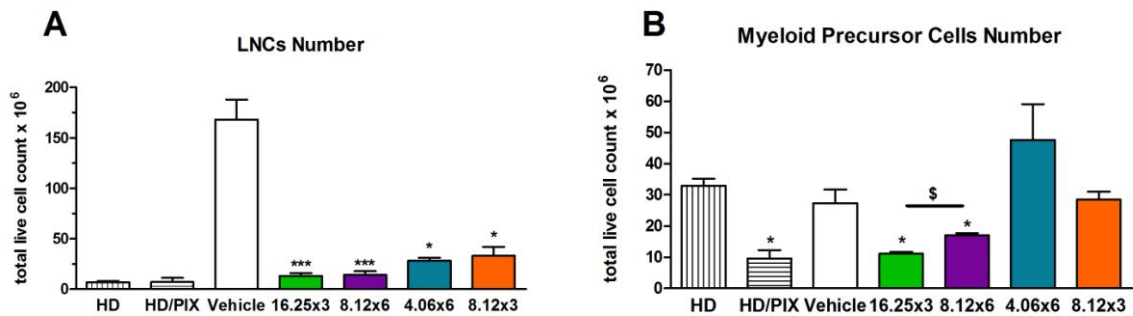 A
LNCs Number
total live cell count x 10^6
200
150
100
50
0
***
***
*
*
HD
HD/PIX
Vehicle
16.25x3
8.12x6
4.06x6
8.12x3
B
Myeloid Precursor Cells Number
total live cell count x 10^6
70
60
50
40
30
20
10
0
$
*
*
*
HD
HD/PIX
Vehicle
16.25x3
8.12x6
4.06x6
8.12x3